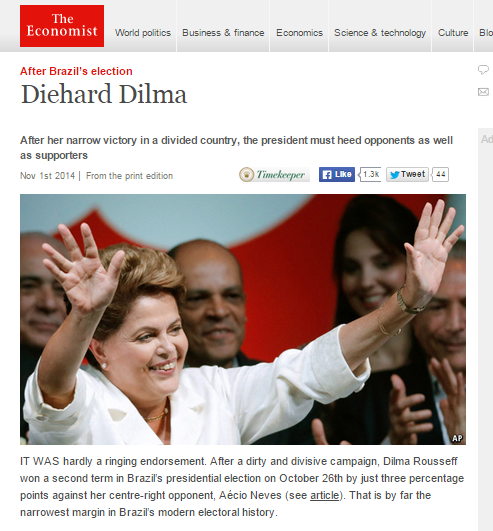 The
Economist
World politics
Business & finance
Economics
Science & technology
Culture
Blo
After Brazil's election
Diehard Dilma
Ad
After her narrow victory in a divided country, the president must heed opponents as well
as supporters
Nov 1st 2014 | From the print edition
Timekeeper
Like
1.3k
Tweet
44
AP
IT WAS hardly a ringing endorsement. After a dirty and divisive campaign, Dilma Rousseff
won a second term in Brazil's presidential election on October 26th by just three percentage
points against her centre-right opponent, Aécio Neves (see article). That is by far the
narrowest margin in Brazil's modern electoral history.